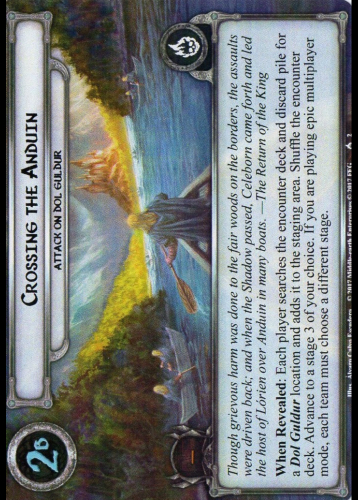 2B
CROSSING THE ANDUIN
ATTACK ON DOL GULDUR
–
Though grievous harm was done to the fair woods on the borders, the assaults
were driven back; and when the Shadow passed, Celeborn came forth and led
the host of Lórien over Anduin in many boats. —The Return of the King
When Revealed: Each player searches the encounter deck and discard pile for
a Dol Guldur location and adds it to the staging area. Shuffle the encounter
deck. Advance to a stage 3 of your choice. If you are playing epic multiplayer
mode, each team must choose a different stage.
Illus. Álvaro Calvo Escudero © 2017 Middle-earth Enterprises © 2017 FFG 2